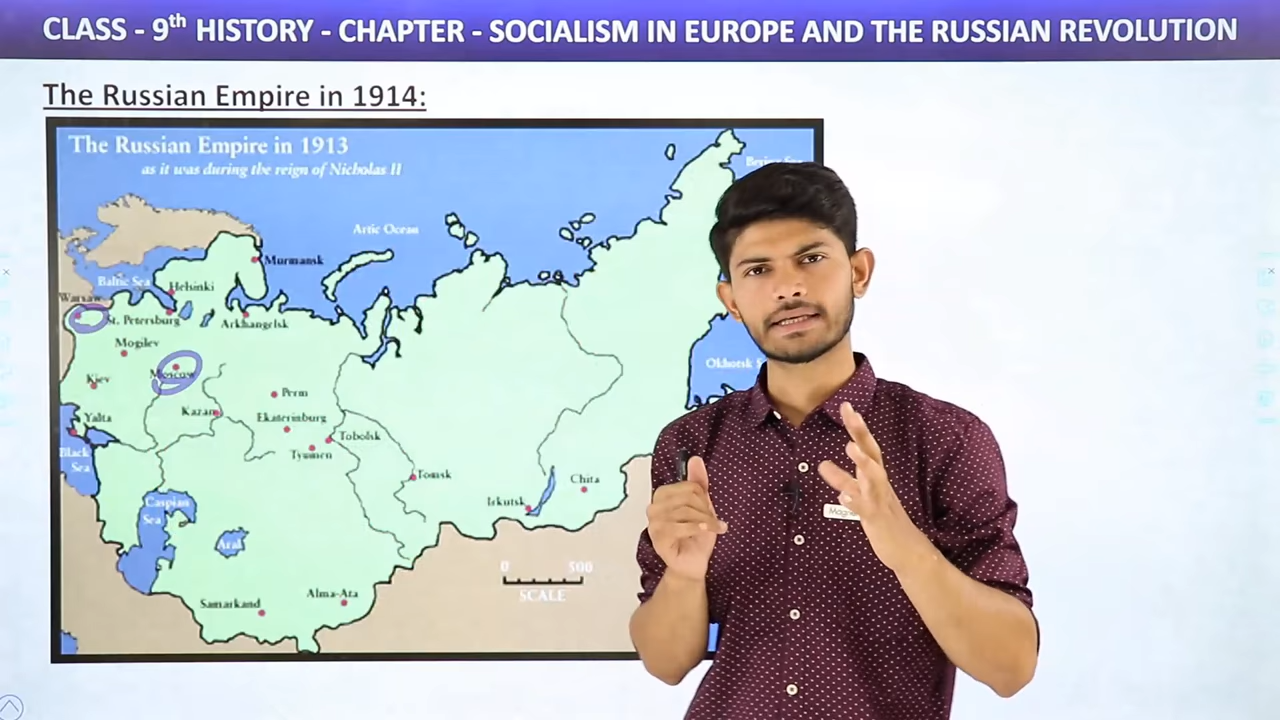 CLASS - 9th HISTORY - CHAPTER - SOCIALISM IN EUROPE AND THE RUSSIAN REVOLUTION
The Russian Empire in 1914:
The Russian Empire in 1913
as it was during the reign of Nicholas II
Artic Ocean
Murmansk
Baltic Sea
Helsinki
Warsaw
St. Petersburg
Arkhangelsk
Mogilev
Okhotsk
Moscow
Kiev
Perm
Kazan
Ekaterinburg
Yalta
Tobolsk
Tyumen
Black
Sea
Tomsk
Chita
Irkutsk
Caspian
Sea
Aral
0 500
SCALE
Alma-Ata
Samarkand